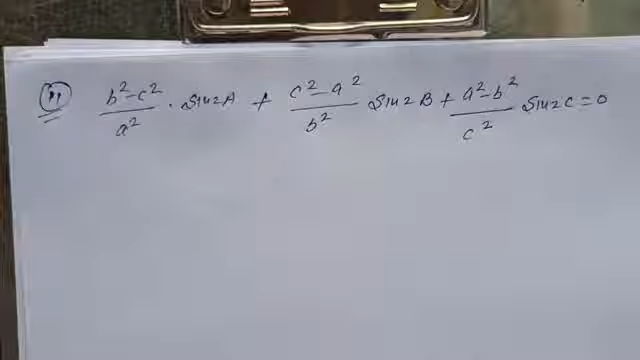 11) (b²-c²)/a² . Sin2A + (c²-a²)/b² Sin2B + (a²-b²)/c² Sin2C = 0